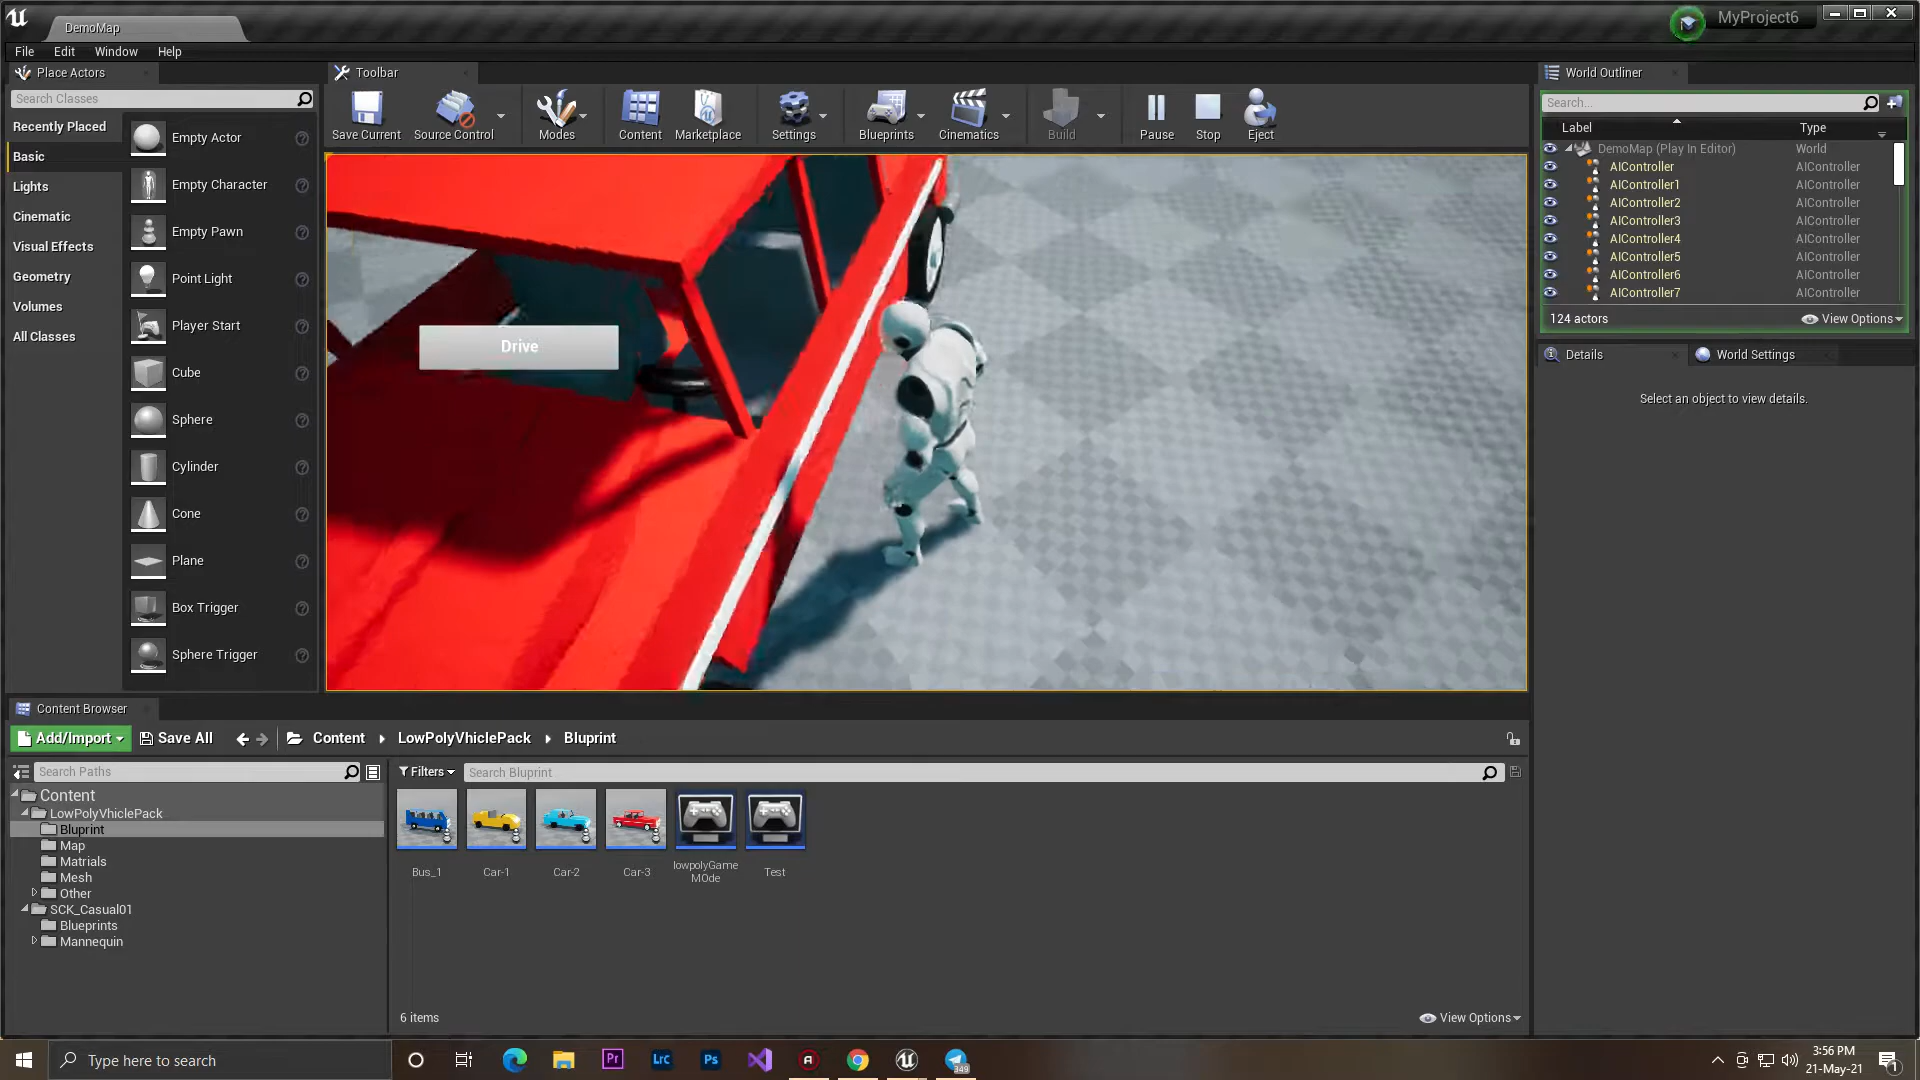 DemoMap
MyProject6
File Edit Window Help
Place Actors
Search Classes
Recently Placed
Basic
Lights
Cinematic
Visual Effects
Geometry
Volumes
All Classes
Empty Actor
Empty Character
Empty Pawn
Point Light
Player Start
Cube
Sphere
Cylinder
Cone
Plane
Box Trigger
Sphere Trigger
Toolbar
Save Current Source Control Modes Content Marketplace Settings Blueprints Cinematics Build Pause Stop Eject
Drive
World Outliner
Search...
Label Type
DemoMap (Play In Editor) World
AIController AIController
AIController1 AIController
AIController2 AIController
AIController3 AIController
AIController4 AIController
AIController5 AIController
AIController6 AIController
AIController7 AIController
124 actors View Options
Details World Settings
Select an object to view details.
Content Browser
Add/Import Save All Content LowPolyVhiclePack Bluprint
Search Paths
Filters Search Bluprint
Content
LowPolyVhiclePack
Bluprint
Map
Matrials
Mesh
Other
SCK_Casual01
Blueprints
Mannequin
Bus_1 Car-1 Car-2 Car-3 lowpolyGame Test
MOde
6 items View Options
Type here to search
Pr Lrc Ps
349
3:56 PM
21-May-21
1